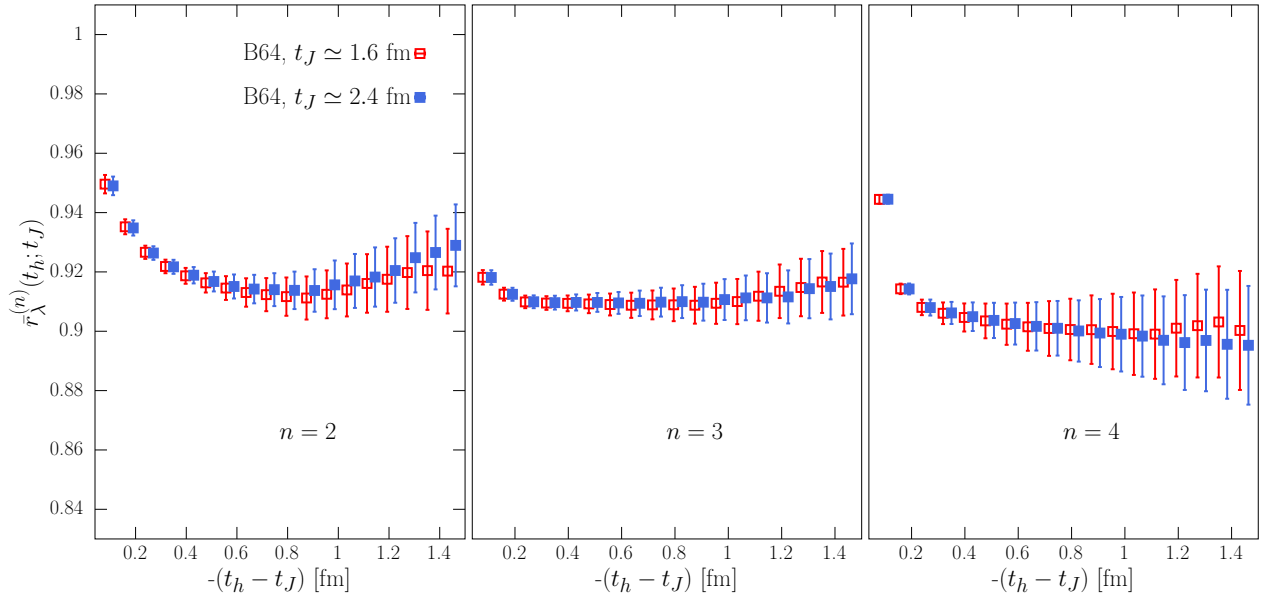 B64, t_J ≃ 1.6 fm
B64, t_J ≃ 2.4 fm
1
0.98
0.96
0.94
0.92
0.9
0.88
0.86
0.84
r̄_λ^(n)(t_h; t_J)
n = 2
n = 3
n = 4
0.2 0.4 0.6 0.8 1 1.2 1.4
0.2 0.4 0.6 0.8 1 1.2 1.4
0.2 0.4 0.6 0.8 1 1.2 1.4
-(t_h − t_J) [fm]
-(t_h − t_J) [fm]
-(t_h − t_J) [fm]